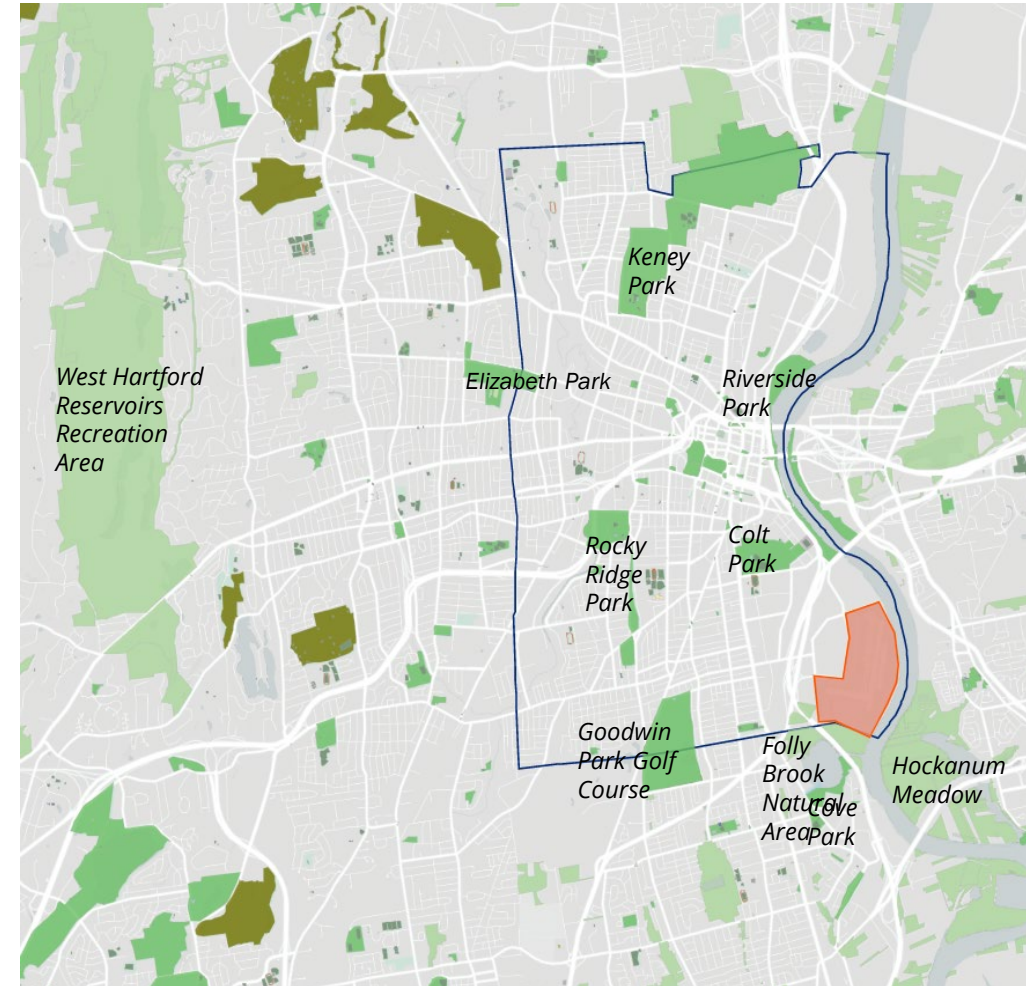 Keney
Park
West Hartford
Reservoirs
Recreation
Area
Elizabeth Park
Riverside
Park
Rocky
Ridge
Park
Colt
Park
Goodwin
Park Golf
Course
Folly
Brook
Natural
Area
Cove
Park
Hockanum
Meadow